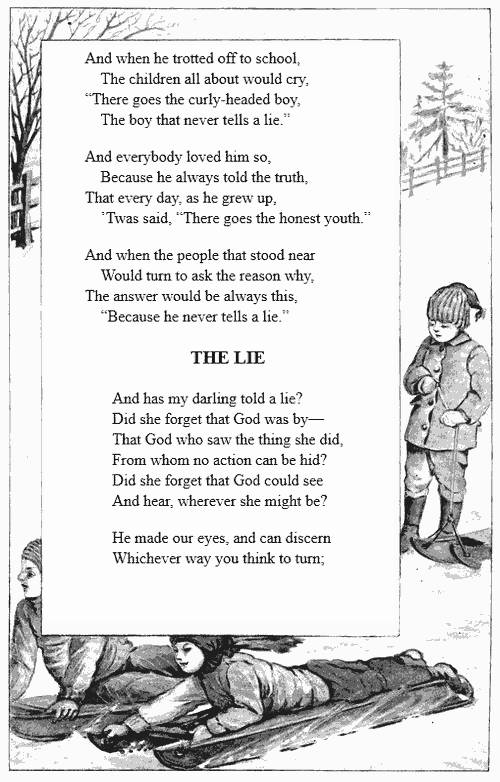 And when he trotted off to school,
The children all about would cry,
“There goes the curly-headed boy,
The boy that never tells a lie.”
And everybody loved him so,
Because he always told the truth,
That every day, as he grew up,
’Twas said, “There goes the honest youth.”
And when the people that stood near
Would turn to ask the reason why,
The answer would be always this,
“Because he never tells a lie.”
THE LIE
And has my darling told a lie?
Did she forget that God was by—
That God who saw the thing she did,
From whom no action can be hid?
Did she forget that God could see
And hear, wherever she might be?
He made our eyes, and can discern
Whichever way you think to turn;